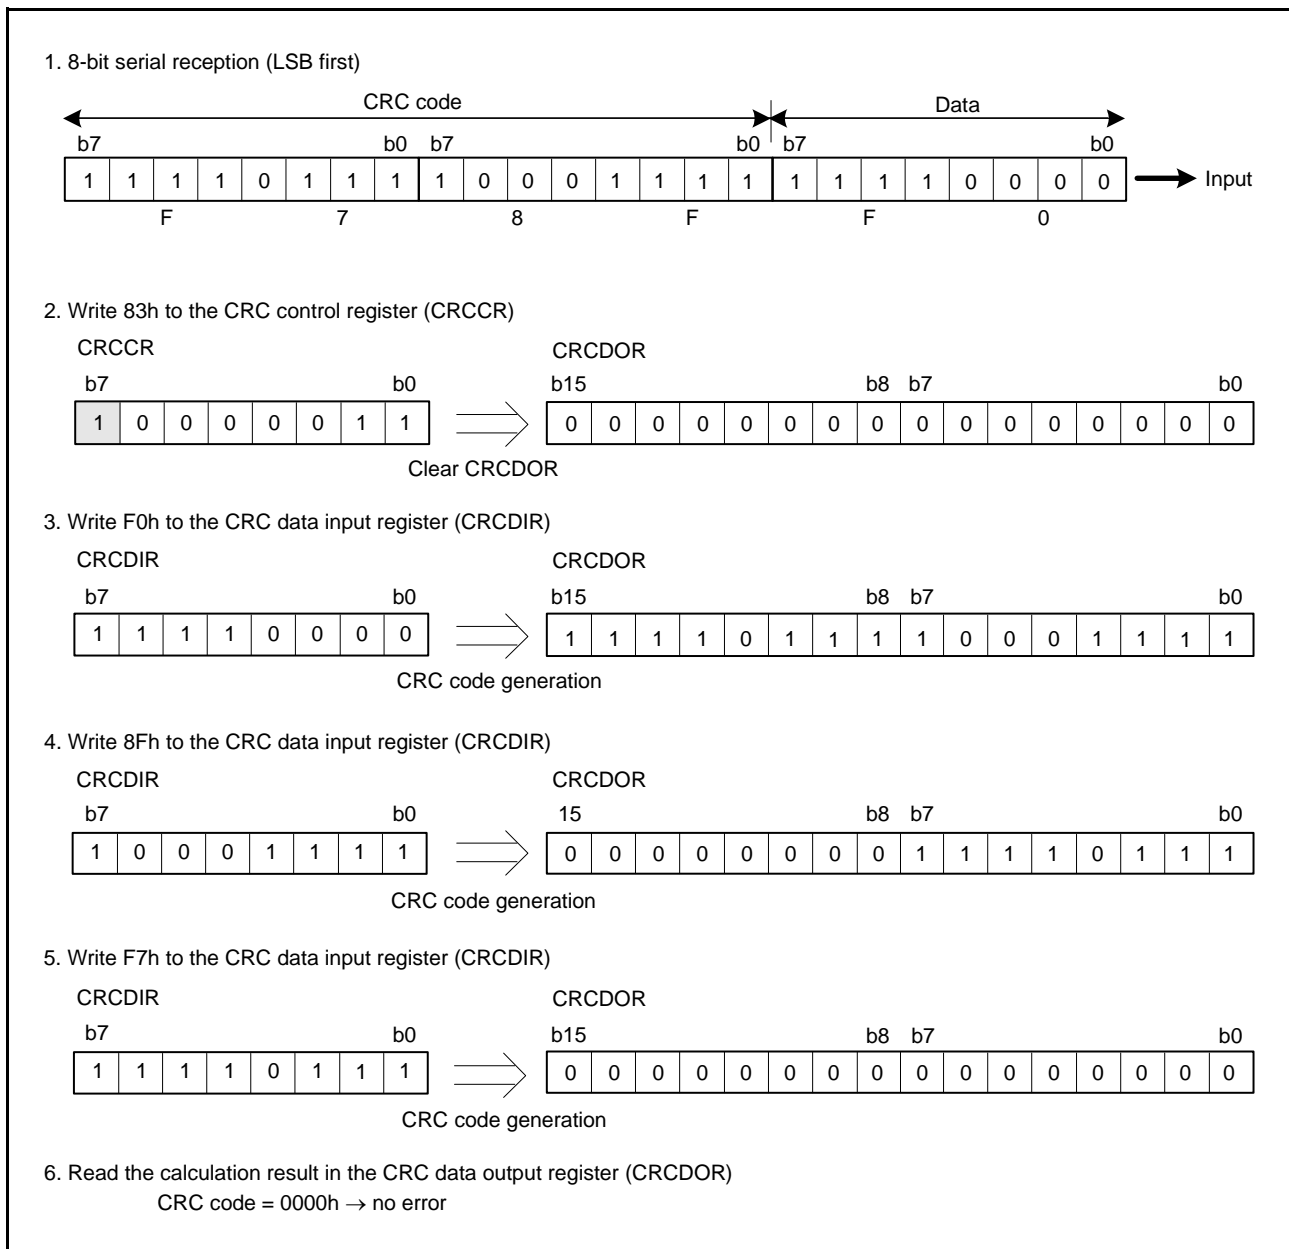 1. 8-bit serial reception (LSB first)
CRC code Data
b7 b0 b7 b0 b7 b0
1 1 1 1 0 1 1 1 1 0 0 0 1 1 1 1 1 1 1 1 0 0 0 0 Input
F 7 8 F F 0
2. Write 83h to the CRC control register (CRCCR)
CRCCR CRCDOR
b7 b0 b15 b8 b7 b0
1 0 0 0 0 0 1 1 0 0 0 0 0 0 0 0 0 0 0 0 0 0 0 0
Clear CRCDOR
3. Write F0h to the CRC data input register (CRCDIR)
CRCDIR CRCDOR
b7 b0 b15 b8 b7 b0
1 1 1 1 0 0 0 0 1 1 1 1 0 1 1 1 1 0 0 0 1 1 1 1
CRC code generation
4. Write 8Fh to the CRC data input register (CRCDIR)
CRCDIR CRCDOR
b7 b0 15 b8 b7 b0
1 0 0 0 1 1 1 1 0 0 0 0 0 0 0 0 1 1 1 1 0 1 1 1
CRC code generation
5. Write F7h to the CRC data input register (CRCDIR)
CRCDIR CRCDOR
b7 b0 b15 b8 b7 b0
1 1 1 1 0 1 1 1 0 0 0 0 0 0 0 0 0 0 0 0 0 0 0 0
CRC code generation
6. Read the calculation result in the CRC data output register (CRCDOR)
CRC code = 0000h → no error